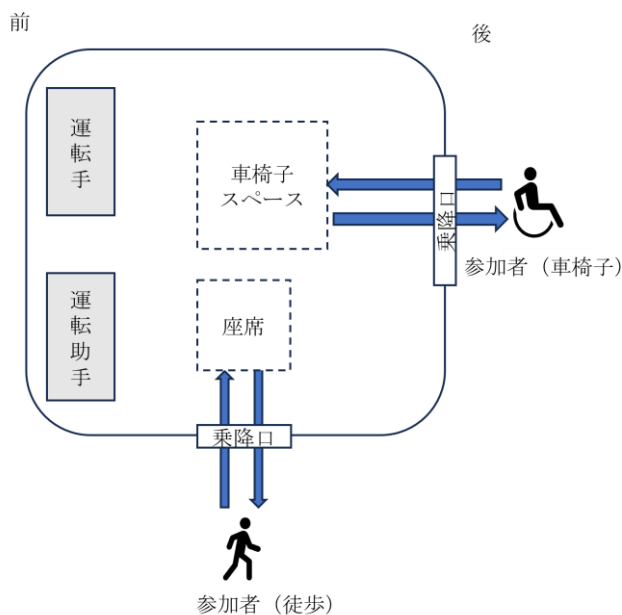 前
後
運転手
車椅子
スペース
乗降口
参加者（車椅子）
運転助手
座席
乗降口
参加者（徒歩）